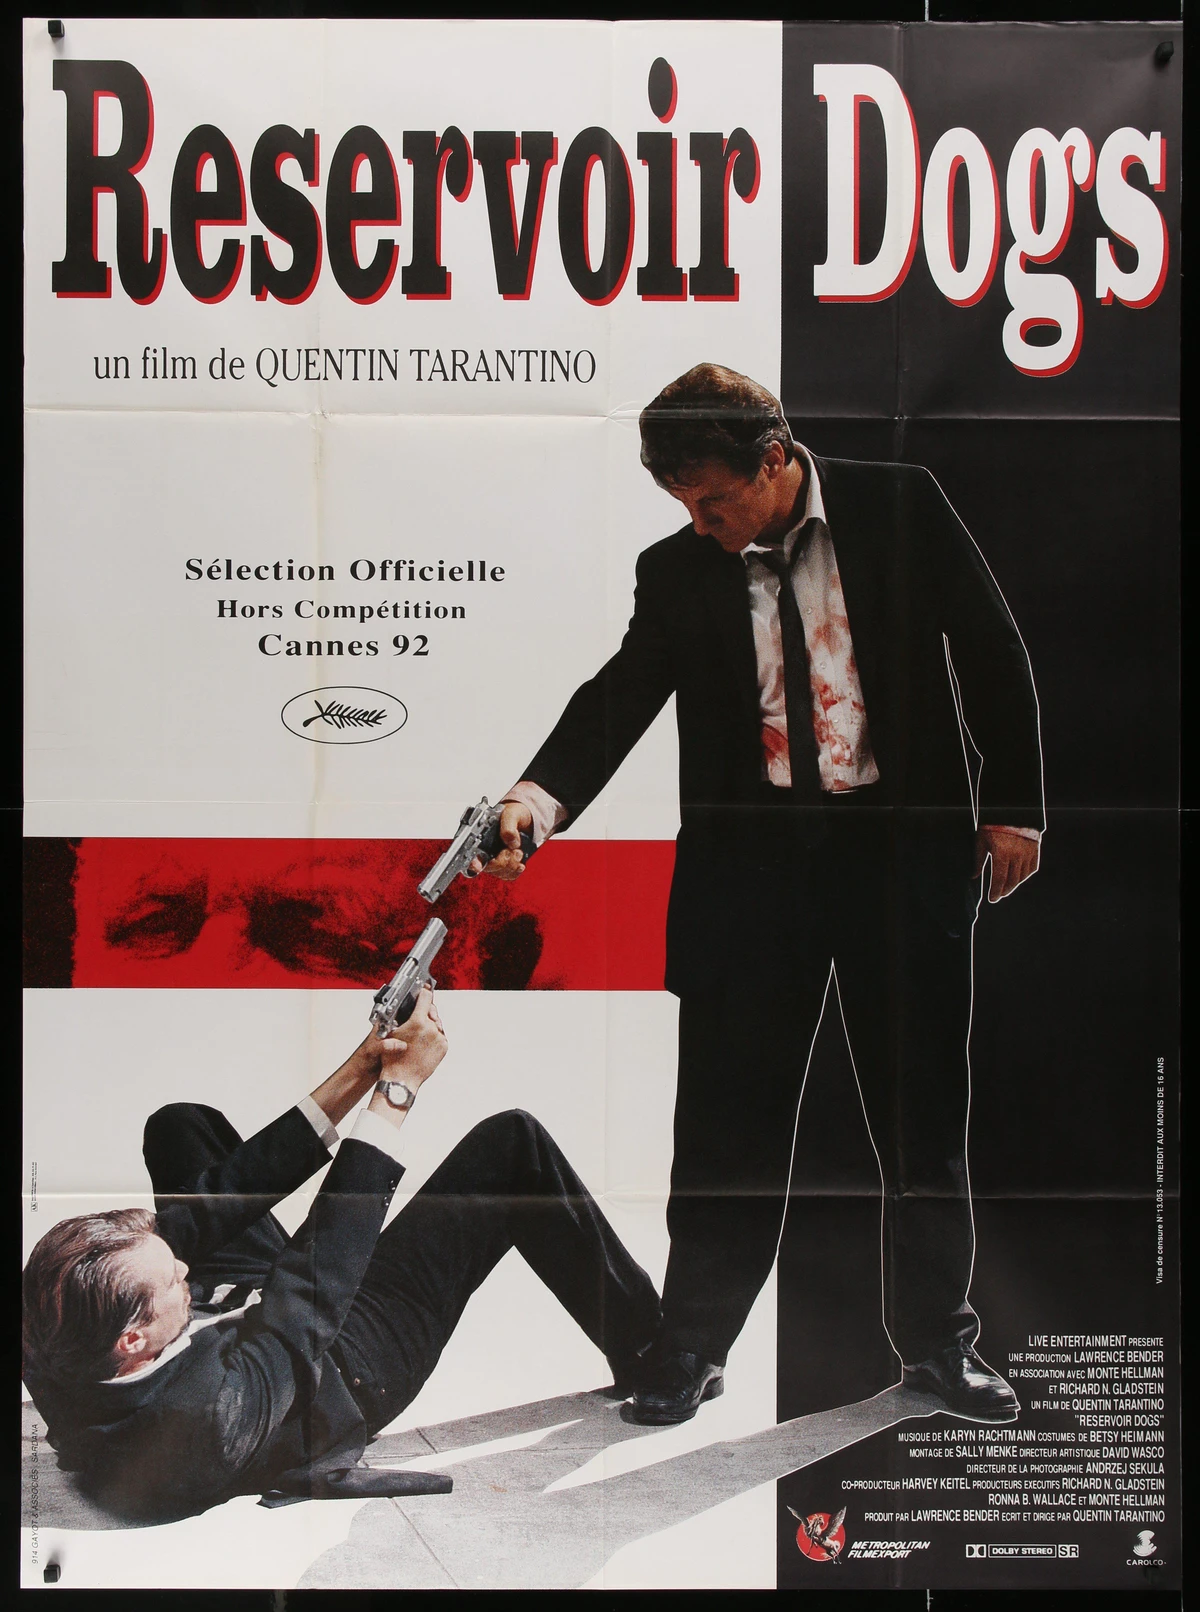 Reservoir Dogs
un film de QUENTIN TARANTINO
Sélection Officielle
Hors Compétition
Cannes 92
Visa de censure N° 13.053 - INTERDIT AUX MOINS DE 16 ANS
LIVE ENTERTAINMENT PRESENTE
UNE PRODUCTION LAWRENCE BENDER
EN ASSOCIATION AVEC MONTE HELLMAN
ET RICHARD N. GLADSTEIN
UN FILM DE QUENTIN TARANTINO
"RESERVOIR DOGS"
MUSIQUE DE KARYN RACHTMANN COSTUMES DE BETSY HEIMANN
MONTAGE DE SALLY MENKE DIRECTEUR ARTISTIQUE DAVID WASCO
DIRECTEUR DE LA PHOTOGRAPHIE ANDRZEJ SEKULA
CO-PRODUCTEUR HARVEY KEITEL PRODUCTEURS EXECUTIFS RICHARD N. GLADSTEIN
RONNA B. WALLACE ET MONTE HELLMAN
PRODUIT PAR LAWRENCE BENDER ECRIT ET DIRIGE PAR QUENTIN TARANTINO
METROPOLITAN
FILMEXPORT
DOLBY STEREO SR
CAROLCO
914 GAYOT & ASSOCIÉS / SARDANA